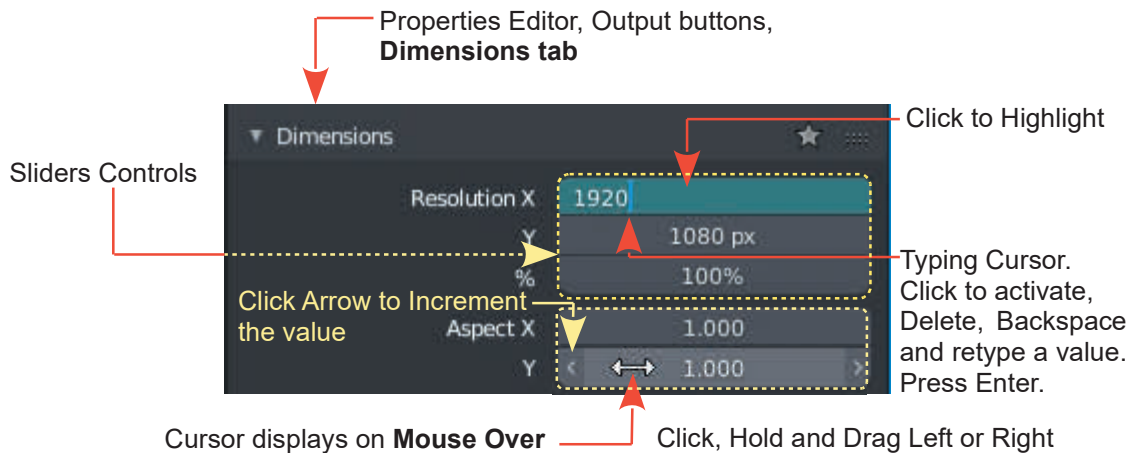 Properties Editor, Output buttons,
Dimensions tab
Dimensions
Click to Highlight
Sliders Controls
Resolution X 1920
Y 1080 px
% 100%
Typing Cursor.
Click to activate,
Delete, Backspace
and retype a value.
Press Enter.
Click Arrow to Increment
the value
Aspect X 1.000
Y < 1.000 >
Cursor displays on Mouse Over
Click, Hold and Drag Left or Right